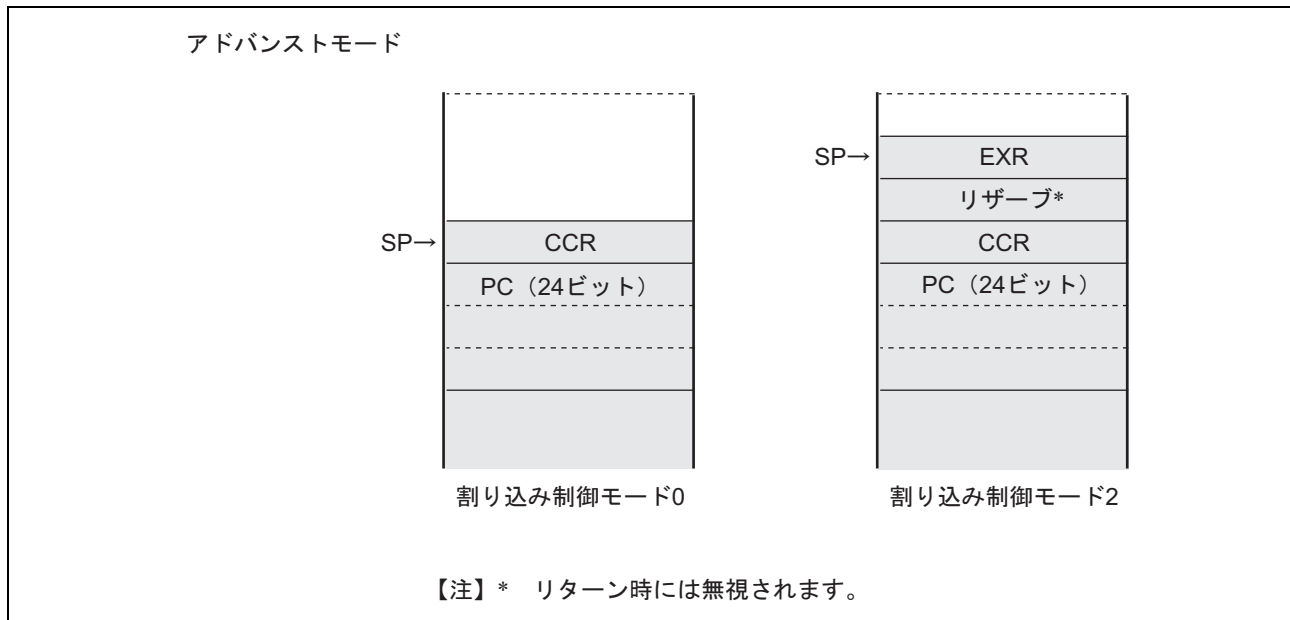 アドバンストモード
SP→
CCR
PC（24ビット）
割り込み制御モード0
SP→
EXR
リザーブ*
CCR
PC（24ビット）
割り込み制御モード2
【注】* リターン時には無視されます。